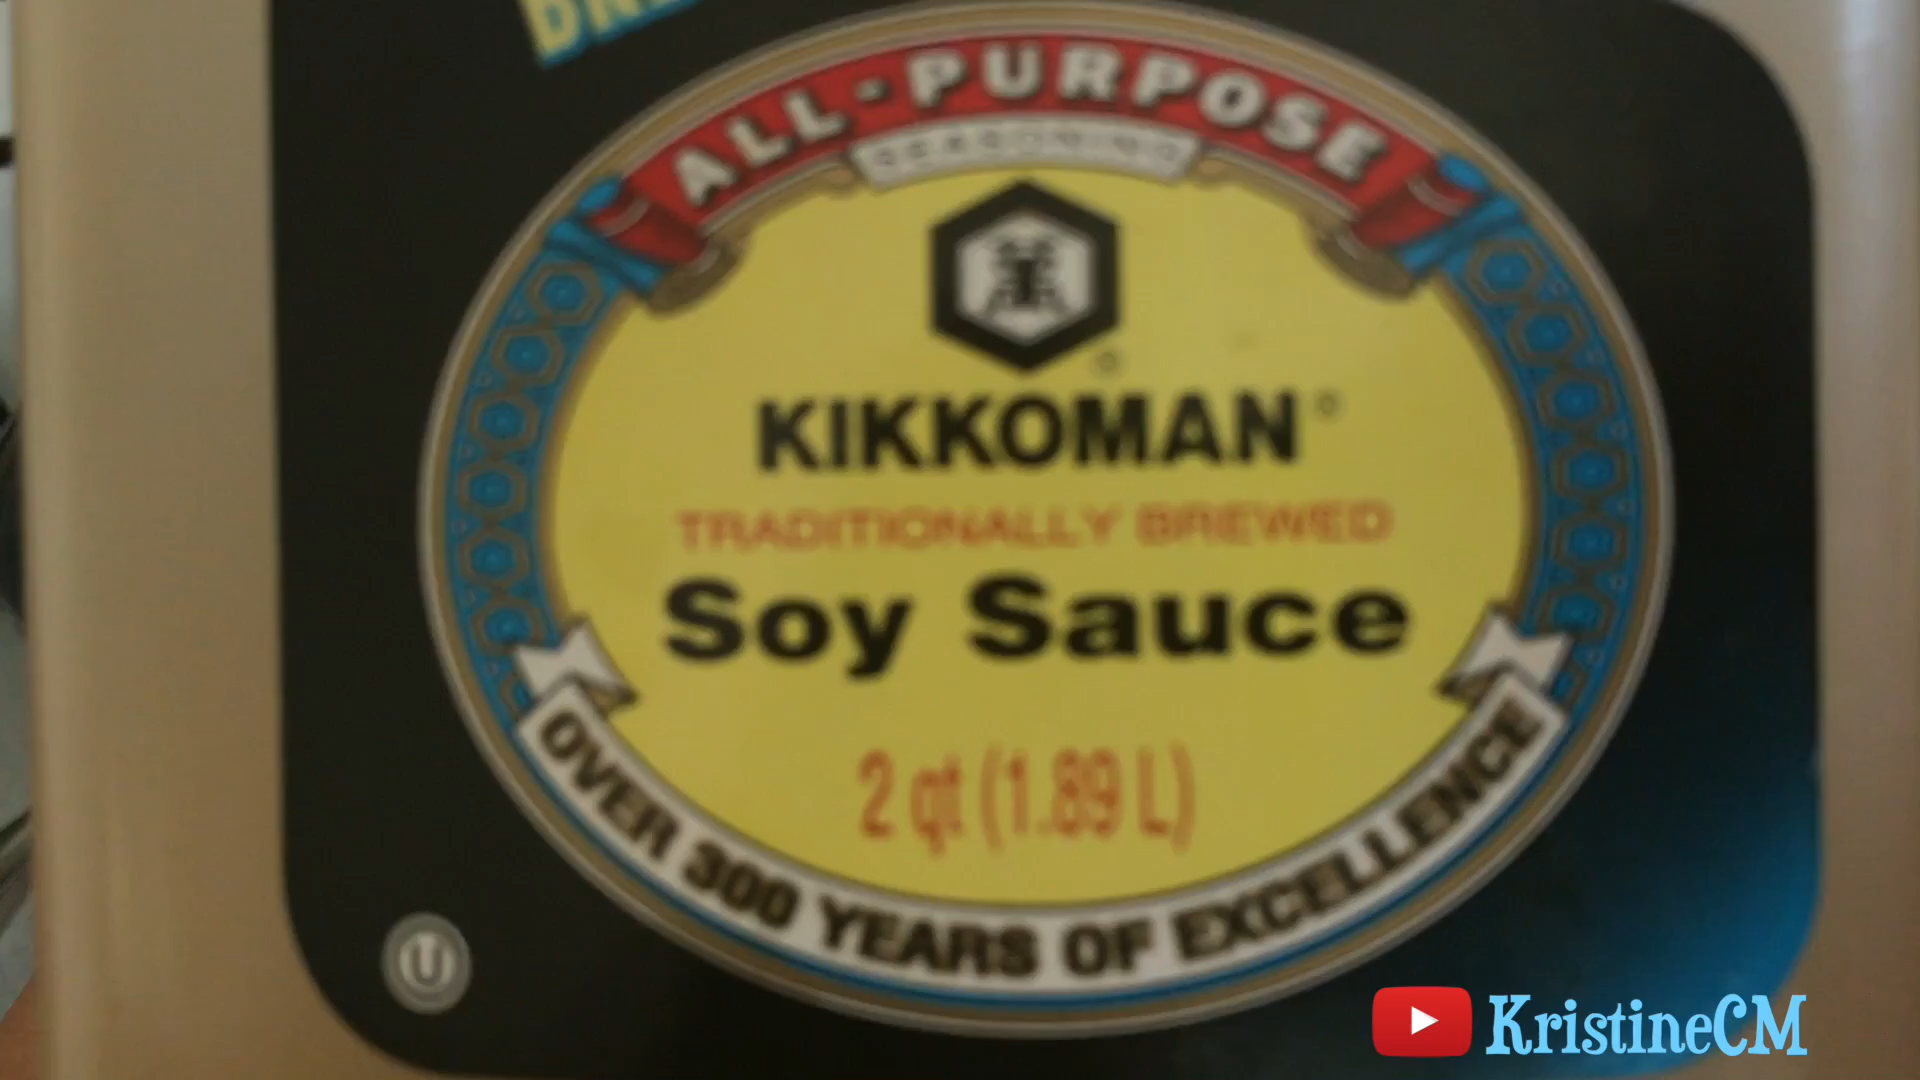 ALL-PURPOSE
SEASONING
KIKKOMAN®
TRADITIONALLY BREWED
Soy Sauce
2 qt (1.89 L)
OVER 300 YEARS OF EXCELLENCE
U
KristineCM